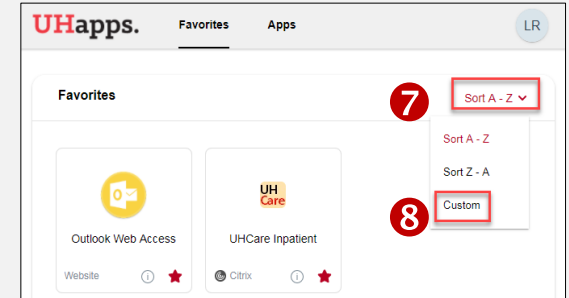 UHapps. Favorites Apps LR
Favorites 7 Sort A - Z
Sort A - Z
Sort Z - A
8 Custom
UH
Care
Outlook Web Access UHCare Inpatient
Website Citrix